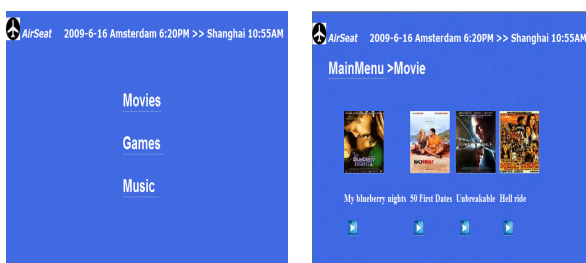 AirSeat 2009-6-16 Amsterdam 6:20PM >> Shanghai 10:55AM
Movies
Games
Music
AirSeat 2009-6-16 Amsterdam 6:20PM >> Shanghai 10:55AM
MainMenu >Movie
My blueberry nights 50 First Dates Unbreakable Hell ride